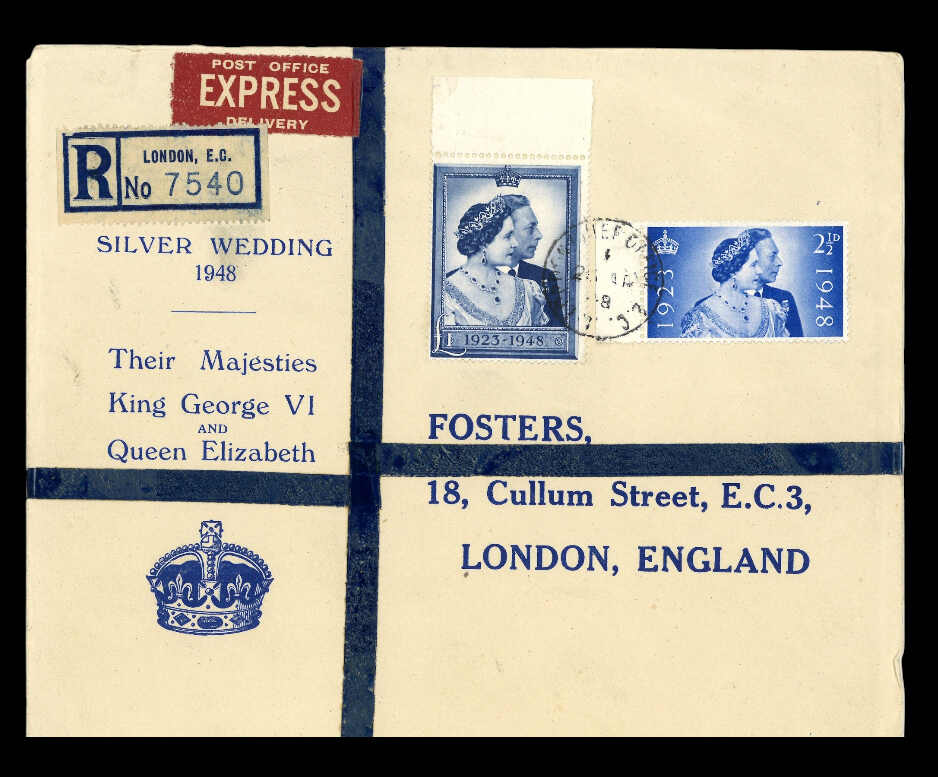 POST OFFICE
EXPRESS
DELIVERY
R
LONDON, E.C.
No 7540
SILVER WEDDING
1948
Their Majesties
King George VI
AND
Queen Elizabeth
£1
1923-1948
1923
2½D
1948
FOSTERS,
18, Cullum Street, E.C.3,
LONDON, ENGLAND